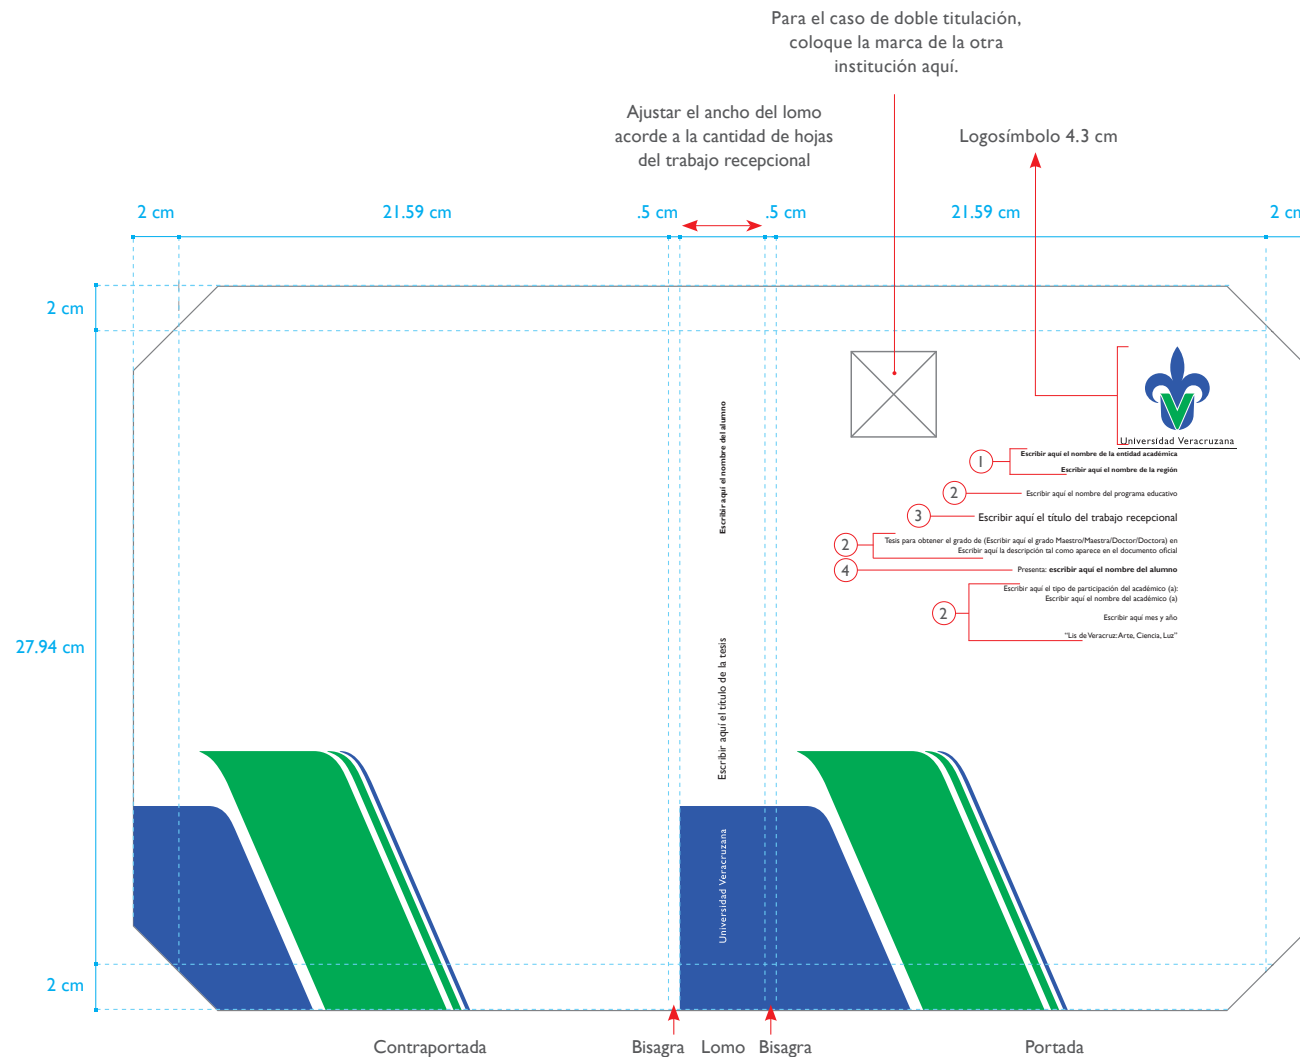 Para el caso de doble titulación,
coloque la marca de la otra
institución aquí.
Ajustar el ancho del lomo
acorde a la cantidad de hojas
del trabajo recepcional
Logosímbolo 4.3 cm
2 cm
21.59 cm
.5 cm
.5 cm
21.59 cm
2 cm
2 cm
27.94 cm
2 cm
Escribir aquí el nombre del alumno
Escribir aquí el título de la tesis
Universidad Veracruzana
Universidad Veracruzana
1
Escribir aquí el nombre de la entidad académica
Escribir aquí el nombre de la región
2
Escribir aquí el nombre del programa educativo
3
Escribir aquí el título del trabajo recepcional
2
Tesis para obtener el grado de (Escribir aquí el grado Maestro/Maestra/Doctor/Doctora) en
Escribir aquí la descripción tal como aparece en el documento oficial
4
Presenta: escribir aquí el nombre del alumno
2
Escribir aquí el tipo de participación del académico (a):
Escribir aquí el nombre del académico (a)
Escribir aquí mes y año
“Lis de Veracruz: Arte, Ciencia, Luz”
Contraportada
Bisagra
Lomo
Bisagra
Portada